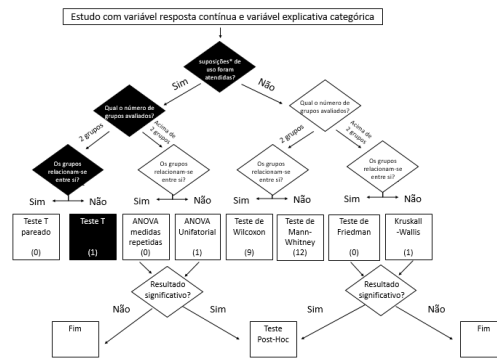 Estudo com variável resposta contínua e variável explicativa categórica
suposições* de
uso foram
atendidas?
Sim
Não
Qual o número de
grupos avaliados?
Qual o número de
grupos avaliados?
2 grupos
Acima de
2 grupos
2 grupos
Acima de
2 grupos
Os grupos
relacionam-se
entre si?
Os grupos
relacionam-se
entre si?
Os grupos
relacionam-se
entre si?
Os grupos
relacionam-se
entre si?
Sim
Não
Sim
Não
Sim
Não
Sim
Não
Teste T
pareado
(0)
Teste T
(1)
ANOVA
medidas
repetidas
(0)
ANOVA
Unifatorial
(1)
Teste de
Wilcoxon
(9)
Teste de
Mann-
Whitney
(12)
Teste de
Friedman
(0)
Kruskall
-Wallis
(1)
Resultado
significativo?
Resultado
significativo?
Não
Sim
Sim
Não
Fim
Teste
Post-Hoc
Fim